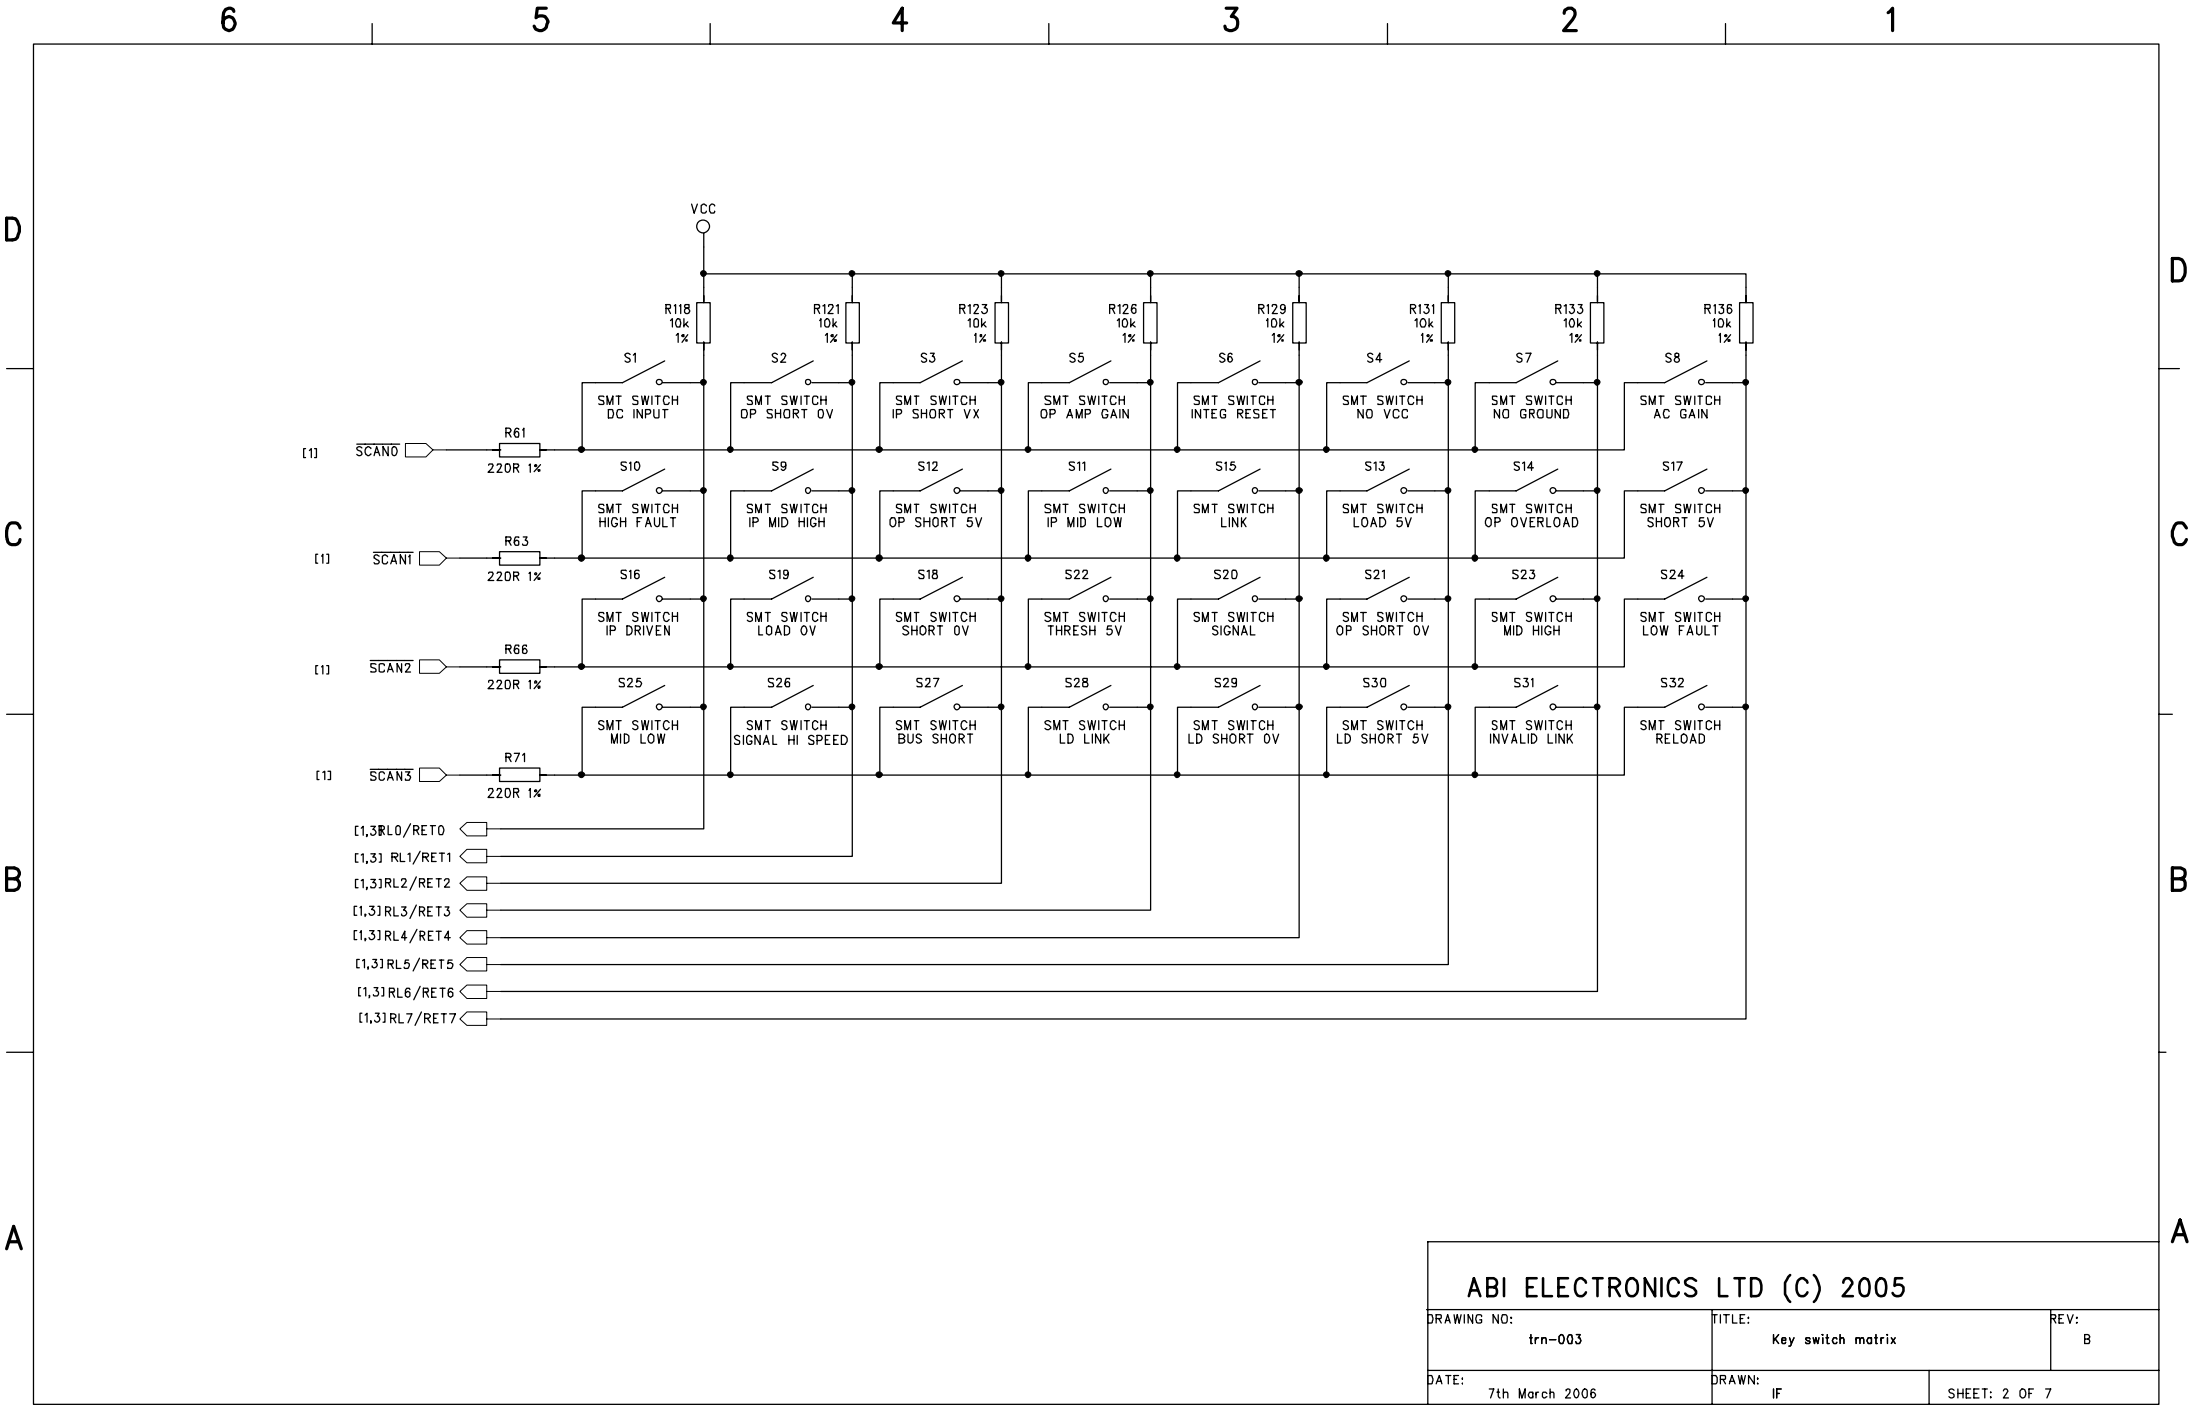 6 5 4 3 2 1
D
D
VCC
R118 R121 R123 R126 R129 R131 R133 R136
10k 10k 10k 10k 10k 10k 10k 10k
1% 1% 1% 1% 1% 1% 1% 1%
S1 S2 S3 S5 S6 S4 S7 S8
SMT SWITCH SMT SWITCH SMT SWITCH SMT SWITCH SMT SWITCH SMT SWITCH SMT SWITCH SMT SWITCH
DC INPUT OP SHORT 0V IP SHORT VX OP AMP GAIN INTEG RESET NO VCC NO GROUND AC GAIN
R61
[1] SCAN0
220R 1%
S10 S9 S12 S11 S15 S13 S14 S17
SMT SWITCH SMT SWITCH SMT SWITCH SMT SWITCH SMT SWITCH SMT SWITCH SMT SWITCH SMT SWITCH
HIGH FAULT IP MID HIGH OP SHORT 5V IP MID LOW LINK LOAD 5V OP OVERLOAD SHORT 5V
C
C
R63
[1] SCAN1
220R 1%
S16 S19 S18 S22 S20 S21 S23 S24
SMT SWITCH SMT SWITCH SMT SWITCH SMT SWITCH SMT SWITCH SMT SWITCH SMT SWITCH SMT SWITCH
IP DRIVEN LOAD 0V SHORT 0V THRESH 5V SIGNAL OP SHORT 0V MID HIGH LOW FAULT
R66
[1] SCAN2
220R 1%
S25 S26 S27 S28 S29 S30 S31 S32
SMT SWITCH SMT SWITCH SMT SWITCH SMT SWITCH SMT SWITCH SMT SWITCH SMT SWITCH SMT SWITCH
MID LOW SIGNAL HI SPEED BUS SHORT LD LINK LD SHORT 0V LD SHORT 5V INVALID LINK RELOAD
R71
[1] SCAN3
220R 1%
[1,3]RL0/RET0
[1,3] RL1/RET1
[1,3]RL2/RET2
[1,3]RL3/RET3
[1,3]RL4/RET4
[1,3]RL5/RET5
[1,3]RL6/RET6
[1,3]RL7/RET7
B
B
A
A
ABI ELECTRONICS LTD (C) 2005
DRAWING NO: TITLE: REV:
trn-003 Key switch matrix B
DATE: DRAWN:
7th March 2006 IF SHEET: 2 OF 7